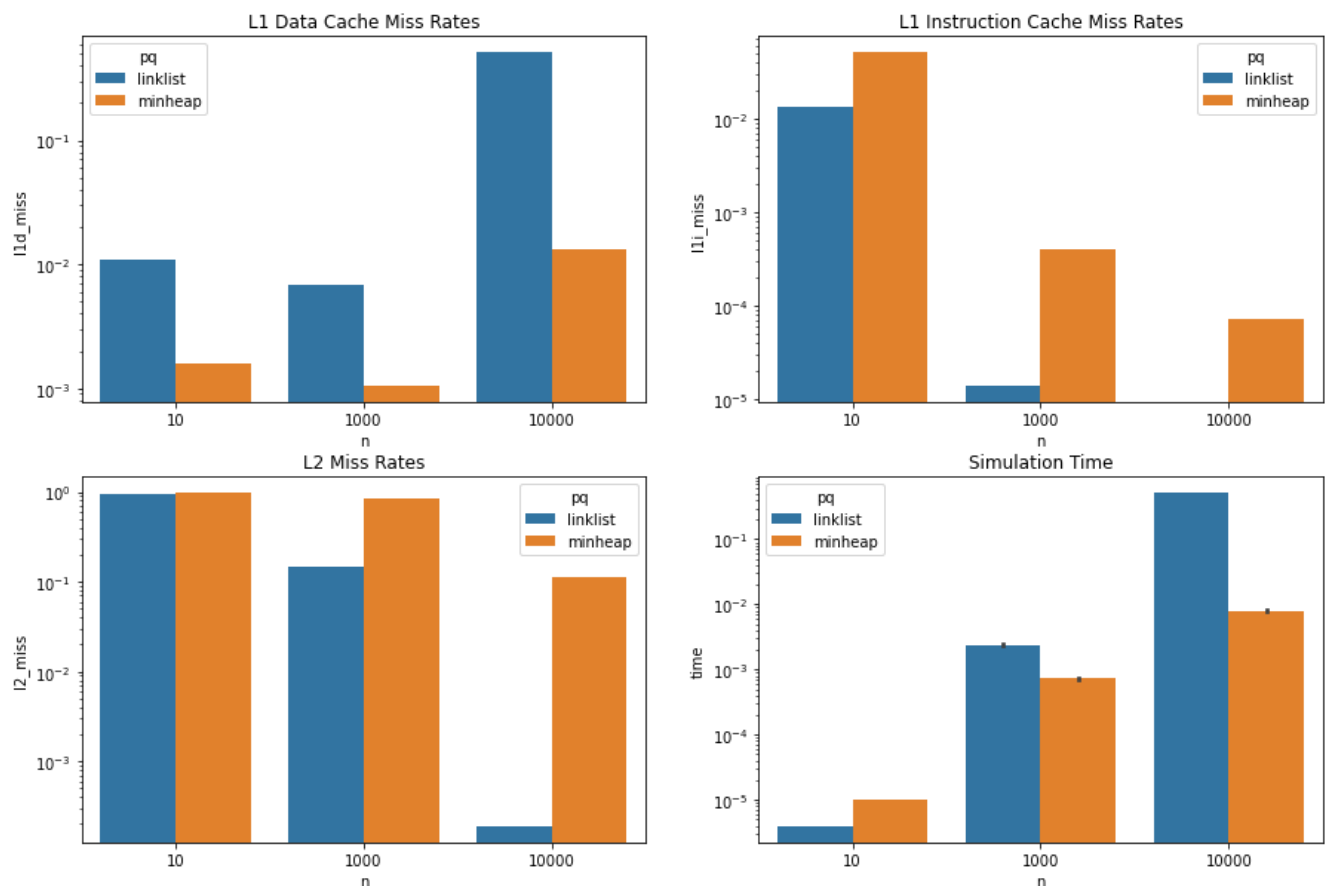 L1 Data Cache Miss Rates
pq
linklist
minheap
10⁻¹
10⁻²
10⁻³
l1d_miss
10 1000 10000
n
L1 Instruction Cache Miss Rates
pq
linklist
minheap
10⁻²
10⁻³
10⁻⁴
10⁻⁵
l1i_miss
10 1000 10000
n
L2 Miss Rates
pq
linklist
minheap
10⁰
10⁻¹
10⁻²
10⁻³
l2_miss
10 1000 10000
n
Simulation Time
pq
linklist
minheap
10⁻¹
10⁻²
10⁻³
10⁻⁴
10⁻⁵
time
10 1000 10000
n